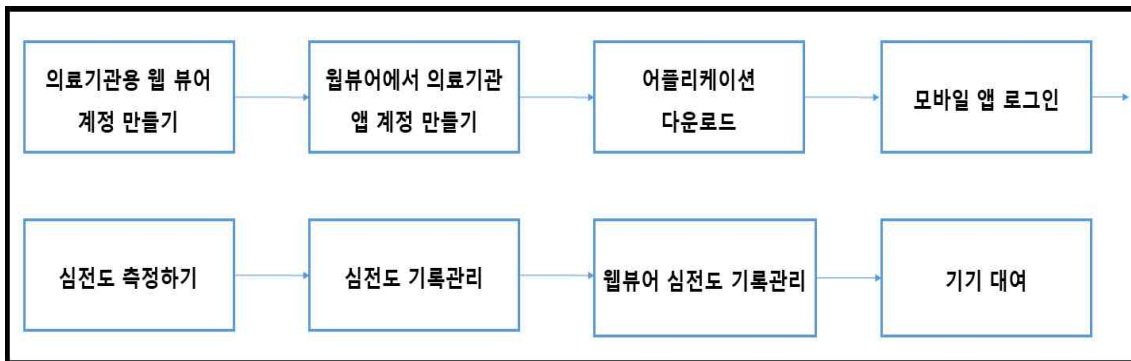 의료기관용 웹 뷰어
계정 만들기
웝뷰어에서 의료기관
앱 계정 만들기
어플리케이션
다운로드
모바일 앱 로그인
심전도 측정하기
심전도 기록관리
웹뷰어 심전도 기록관리
기기 대여